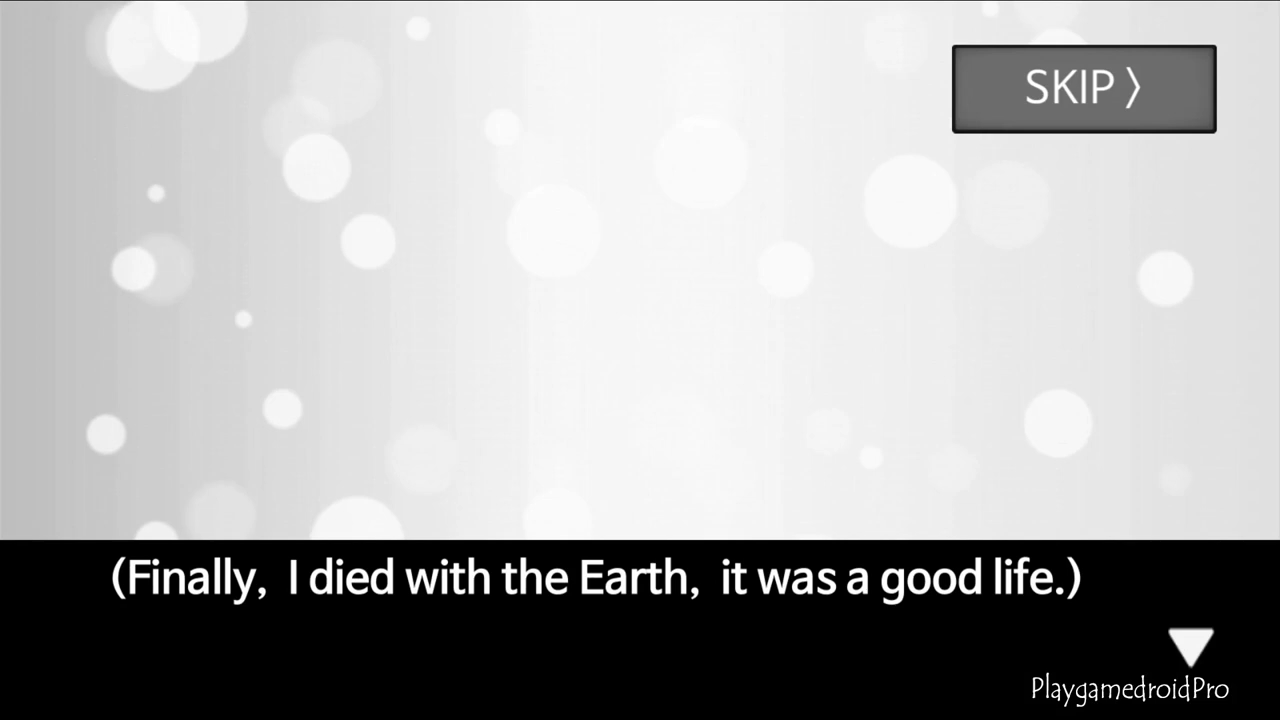 SKIP 〉
(Finally, I died with the Earth, it was a good life.)
PlaygamedroidPro